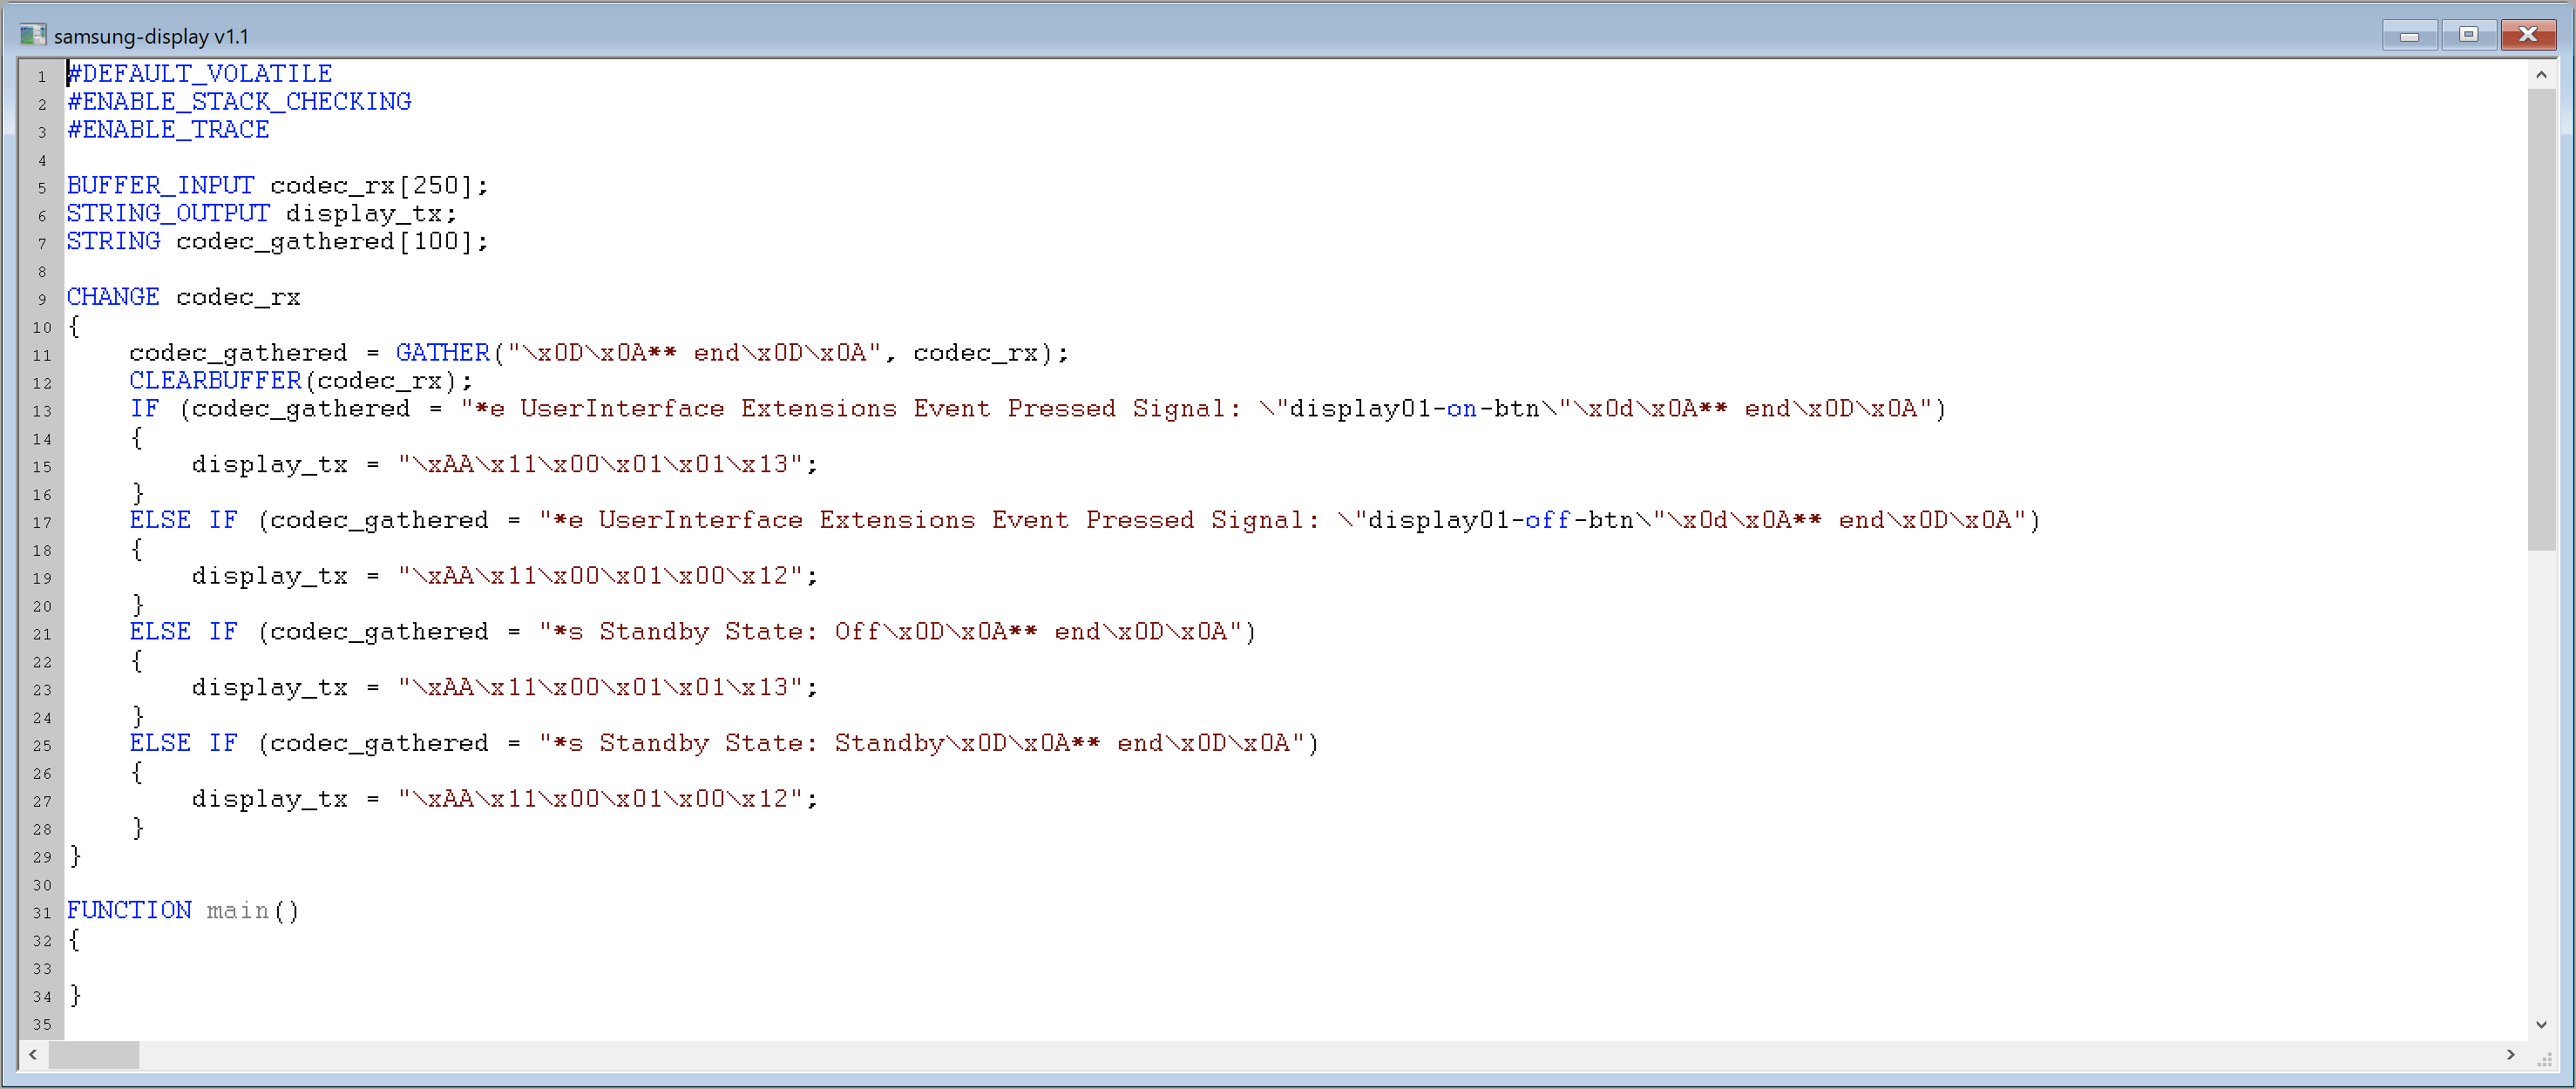 samsung-display v1.1
1 #DEFAULT_VOLATILE
2 #ENABLE_STACK_CHECKING
3 #ENABLE_TRACE
4
5 BUFFER_INPUT codec_rx[250];
6 STRING_OUTPUT display_tx;
7 STRING codec_gathered[100];
8
9 CHANGE codec_rx
10 {
11     codec_gathered = GATHER("\x0D\x0A** end\x0D\x0A", codec_rx);
12     CLEARBUFFER(codec_rx);
13     IF (codec_gathered = "*e UserInterface Extensions Event Pressed Signal: \"display01-on-btn\"\x0d\x0A** end\x0D\x0A")
14     {
15         display_tx = "\xAA\x11\x00\x01\x01\x13";
16     }
17     ELSE IF (codec_gathered = "*e UserInterface Extensions Event Pressed Signal: \"display01-off-btn\"\x0d\x0A** end\x0D\x0A")
18     {
19         display_tx = "\xAA\x11\x00\x01\x00\x12";
20     }
21     ELSE IF (codec_gathered = "*s Standby State: Off\x0D\x0A** end\x0D\x0A")
22     {
23         display_tx = "\xAA\x11\x00\x01\x01\x13";
24     }
25     ELSE IF (codec_gathered = "*s Standby State: Standby\x0D\x0A** end\x0D\x0A")
26     {
27         display_tx = "\xAA\x11\x00\x01\x00\x12";
28     }
29 }
30
31 FUNCTION main()
32 {
33
34 }
35